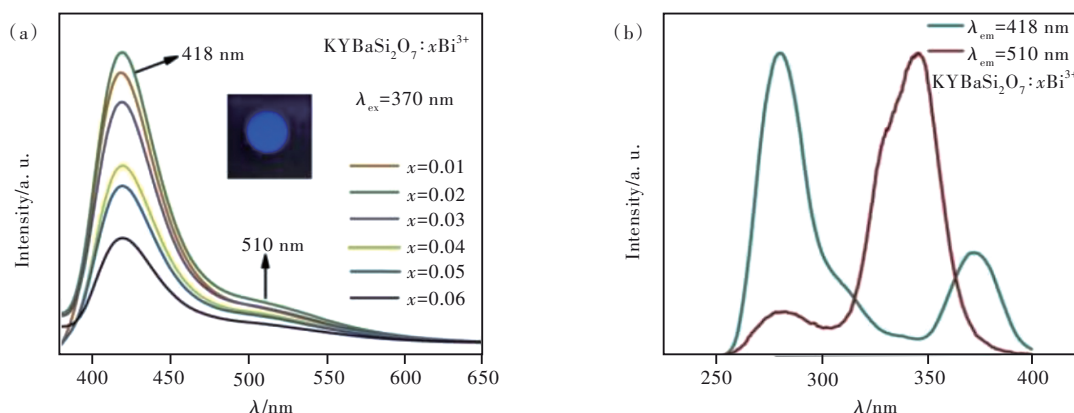 (a)
418 nm
KYBaSi₂O₇:xBi³⁺
λₑₓ=370 nm
x=0.01
x=0.02
x=0.03
x=0.04
x=0.05
x=0.06
510 nm
Intensity/a. u.
400 450 500 550 600 650
λ/nm
(b)
λₑₘ=418 nm
λₑₘ=510 nm
KYBaSi₂O₇:xBi³⁺
Intensity/a. u.
250 300 350 400
λ/nm